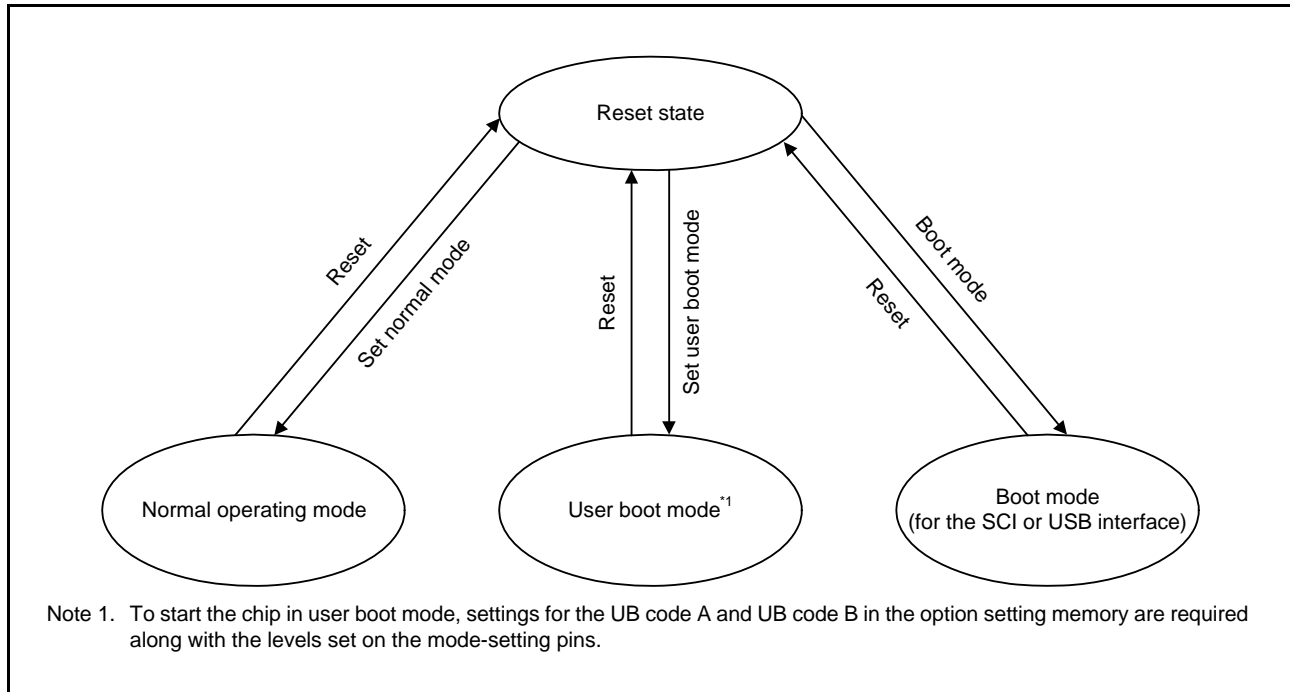 Reset state
Reset
Set normal mode
Reset
Set user boot mode
Boot mode
Reset
Normal operating mode
User boot mode*1
Boot mode
(for the SCI or USB interface)
Note 1. To start the chip in user boot mode, settings for the UB code A and UB code B in the option setting memory are required
along with the levels set on the mode-setting pins.